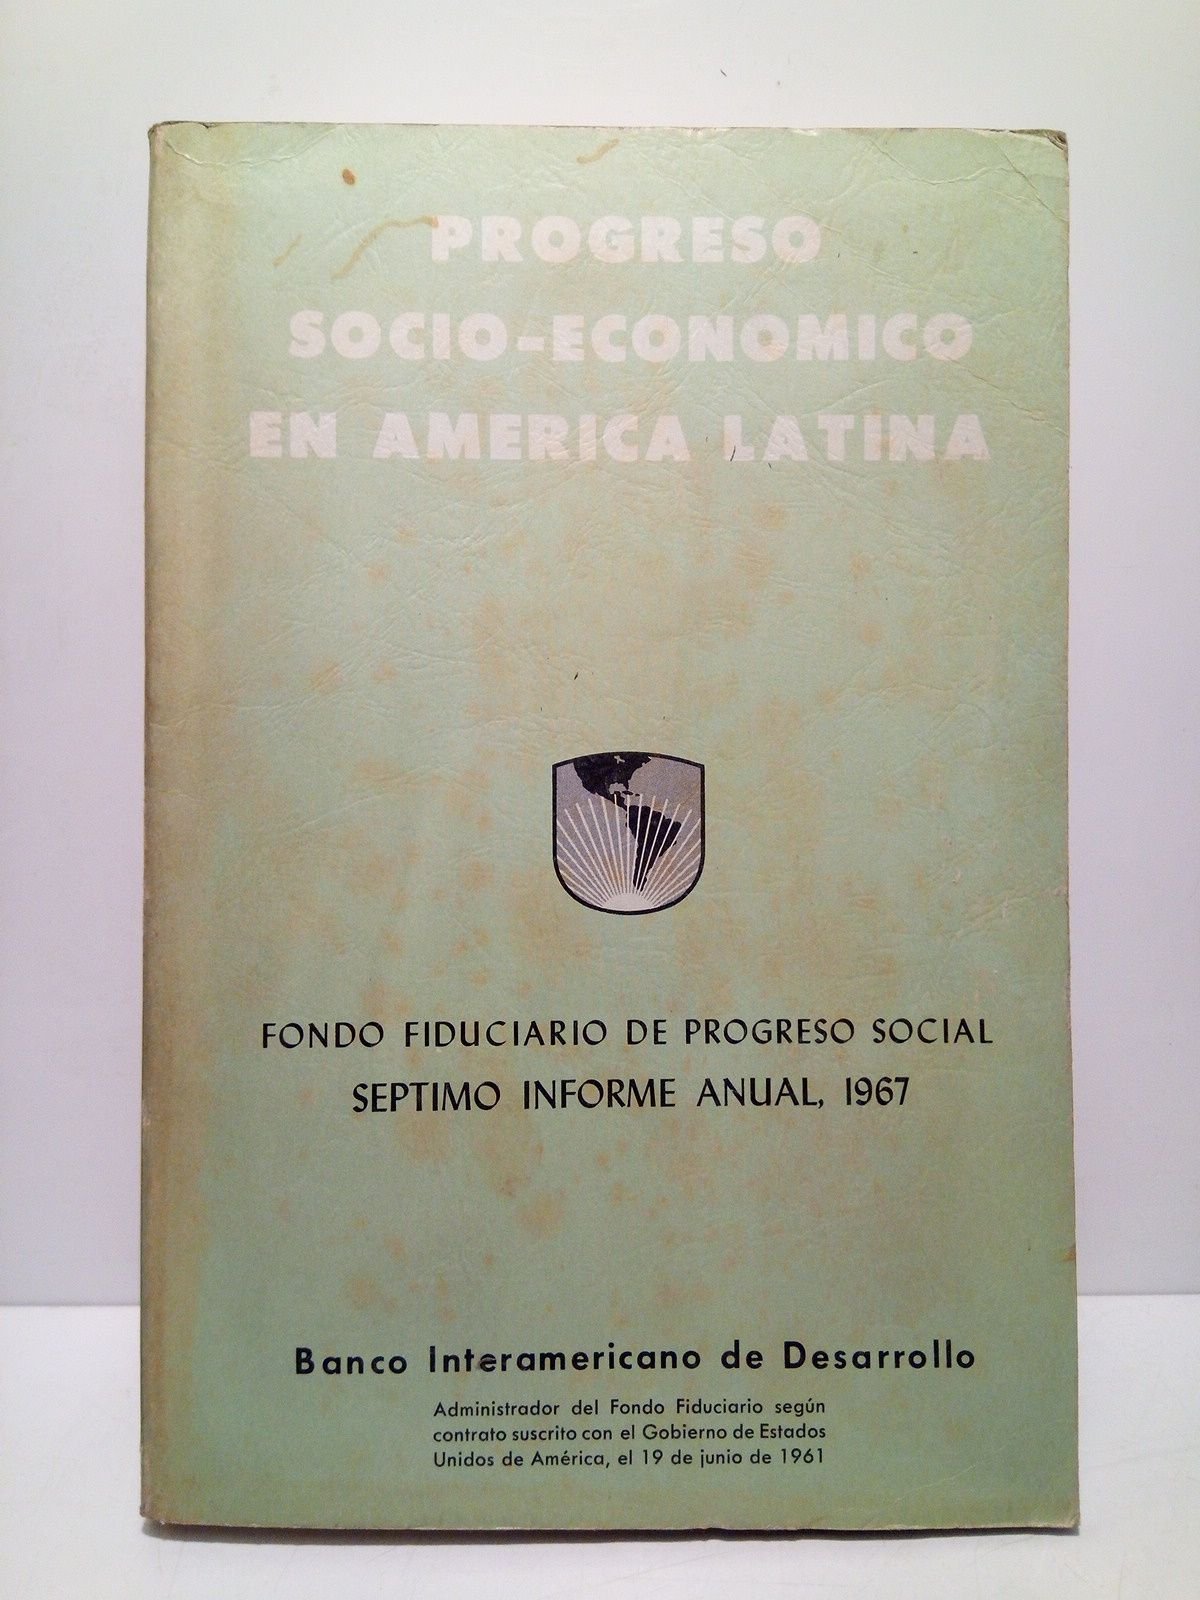 PROGRESO
SOCIO-ECONOMICO
EN AMERICA LATINA
FONDO FIDUCIARIO DE PROGRESO SOCIAL
SEPTIMO INFORME ANUAL, 1967
Banco Interamericano de Desarrollo
Administrador del Fondo Fiduciario según
contrato suscrito con el Gobierno de Estados
Unidos de América, el 19 de junio de 1961